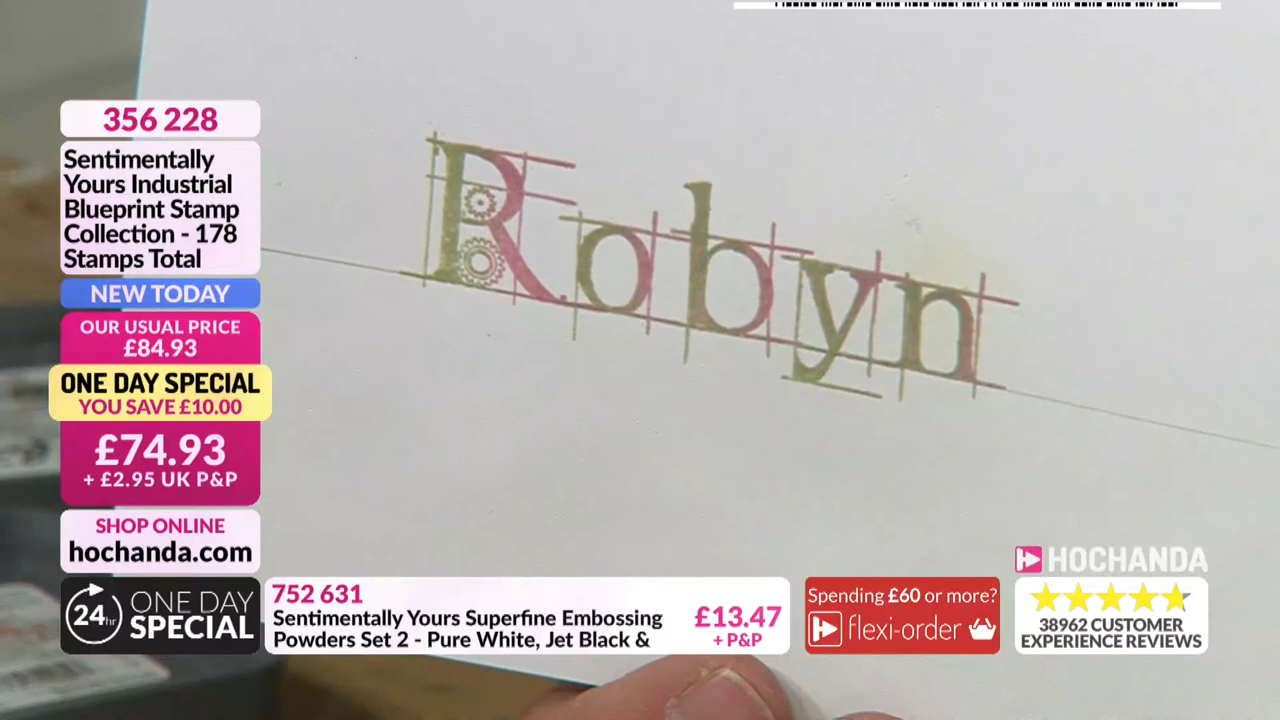 356 228
Sentimentally
Yours Industrial
Blueprint Stamp
Collection - 178
Stamps Total
NEW TODAY
OUR USUAL PRICE
£84.93
ONE DAY SPECIAL
YOU SAVE £10.00
£74.93
+ £2.95 UK P&P
SHOP ONLINE
hochanda.com
24hr
ONE DAY
SPECIAL
Robyn
752 631
Sentimentally Yours Superfine Embossing
Powders Set 2 - Pure White, Jet Black &
£13.47
+ P&P
Spending £60 or more?
flexi-order
HOCHANDA
38962 CUSTOMER
EXPERIENCE REVIEWS